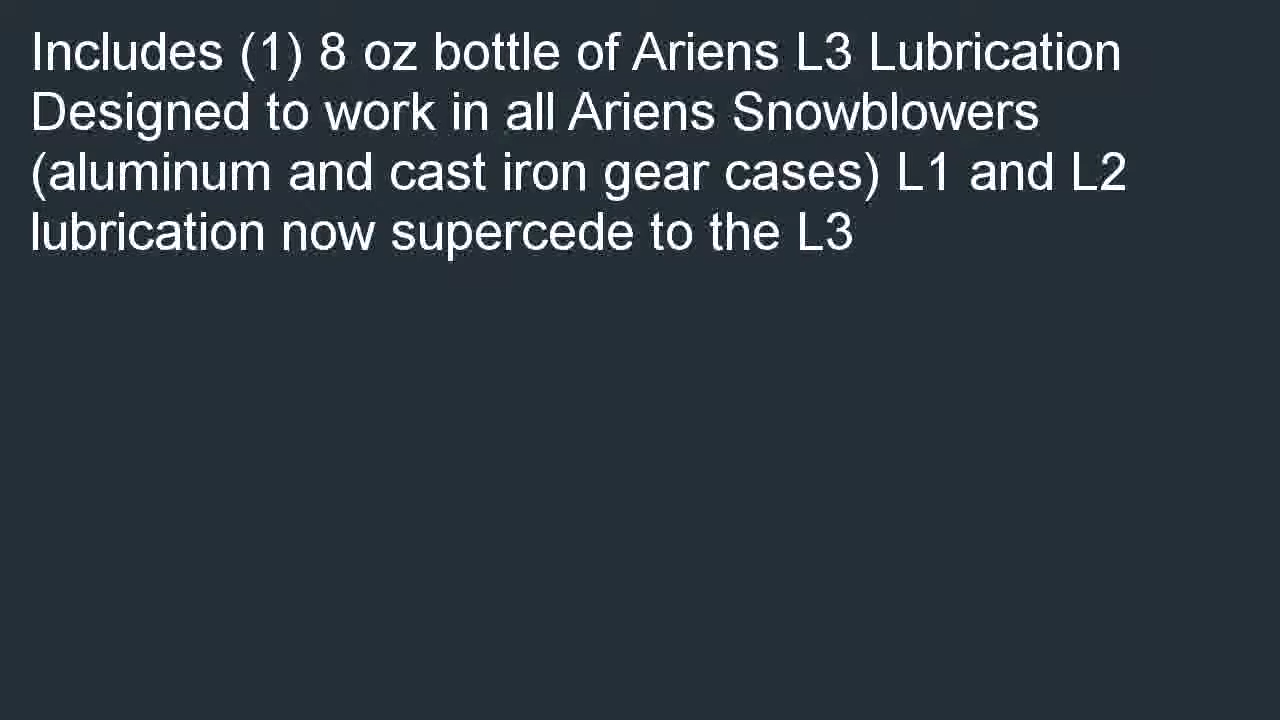 Includes (1) 8 oz bottle of Ariens L3 Lubrication
Designed to work in all Ariens Snowblowers
(aluminum and cast iron gear cases) L1 and L2
lubrication now supercede to the L3